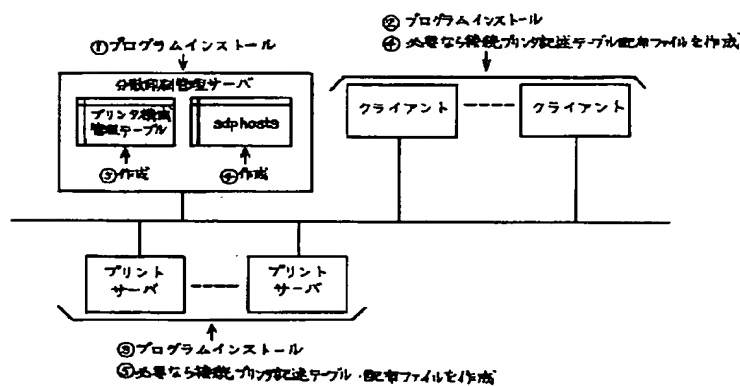 ①プログラムインストール
分散印刷管理サーバ
プリンタ構成
管理テーブル
sdphosts
③作成
④作成
②プログラムインストール
④必要なら接続プリンタ記述テーブル配布ファイルを作成
クライアント
クライアント
プリント
サーバ
プリント
サーバ
③プログラムインストール
⑤必要なら接続プリンタ記述テーブル・配布ファイルを作成